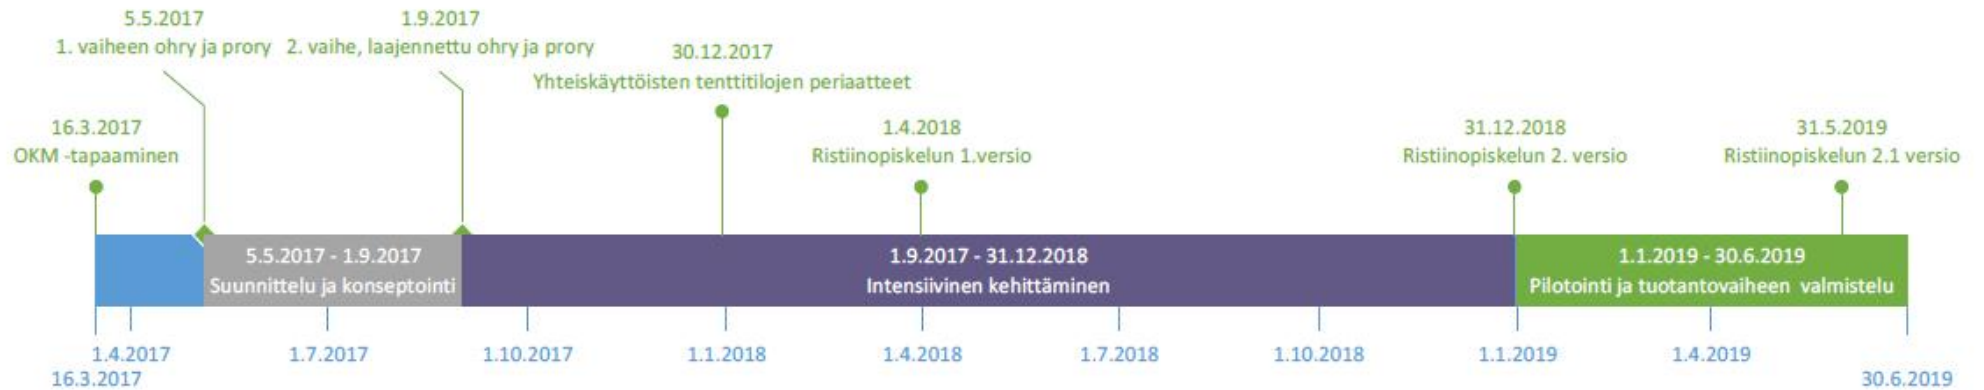 5.5.2017
1. vaiheen ohry ja prory
1.9.2017
2. vaihe, laajennettu ohry ja prory
30.12.2017
Yhteiskäyttöisten tenttitilojen periaatteet
16.3.2017
OKM -tapaaminen
1.4.2018
Ristiinopiskelun 1.versio
31.12.2018
Ristiinopiskelun 2. versio
31.5.2019
Ristiinopiskelun 2.1 versio
5.5.2017 - 1.9.2017
Suunnittelu ja konseptointi
1.9.2017 - 31.12.2018
Intensiivinen kehittäminen
1.1.2019 - 30.6.2019
Pilotointi ja tuotantovaiheen valmistelu
1.4.2017
1.7.2017
1.10.2017
1.1.2018
1.4.2018
1.7.2018
1.10.2018
1.1.2019
1.4.2019
16.3.2017
30.6.2019